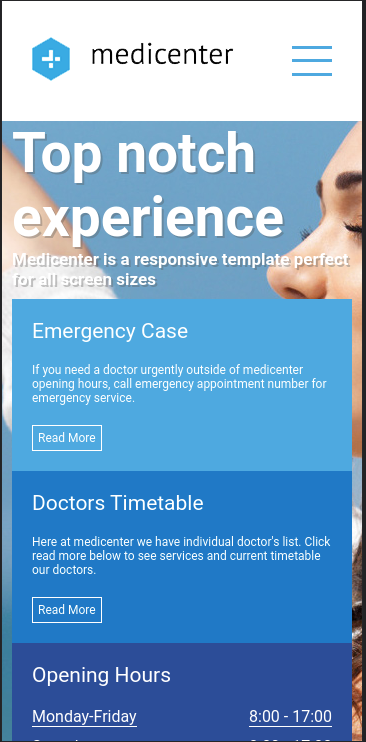 medicenter
Top notch
experience
Medicenter is a responsive template perfect
for all screen sizes
Emergency Case
If you need a doctor urgently outside of medicenter
opening hours, call emergency appointment number for
emergency service.
Read More
Doctors Timetable
Here at medicenter we have individual doctor's list. Click
read more below to see services and current timetable
our doctors.
Read More
Opening Hours
Monday-Friday 8:00 - 17:00